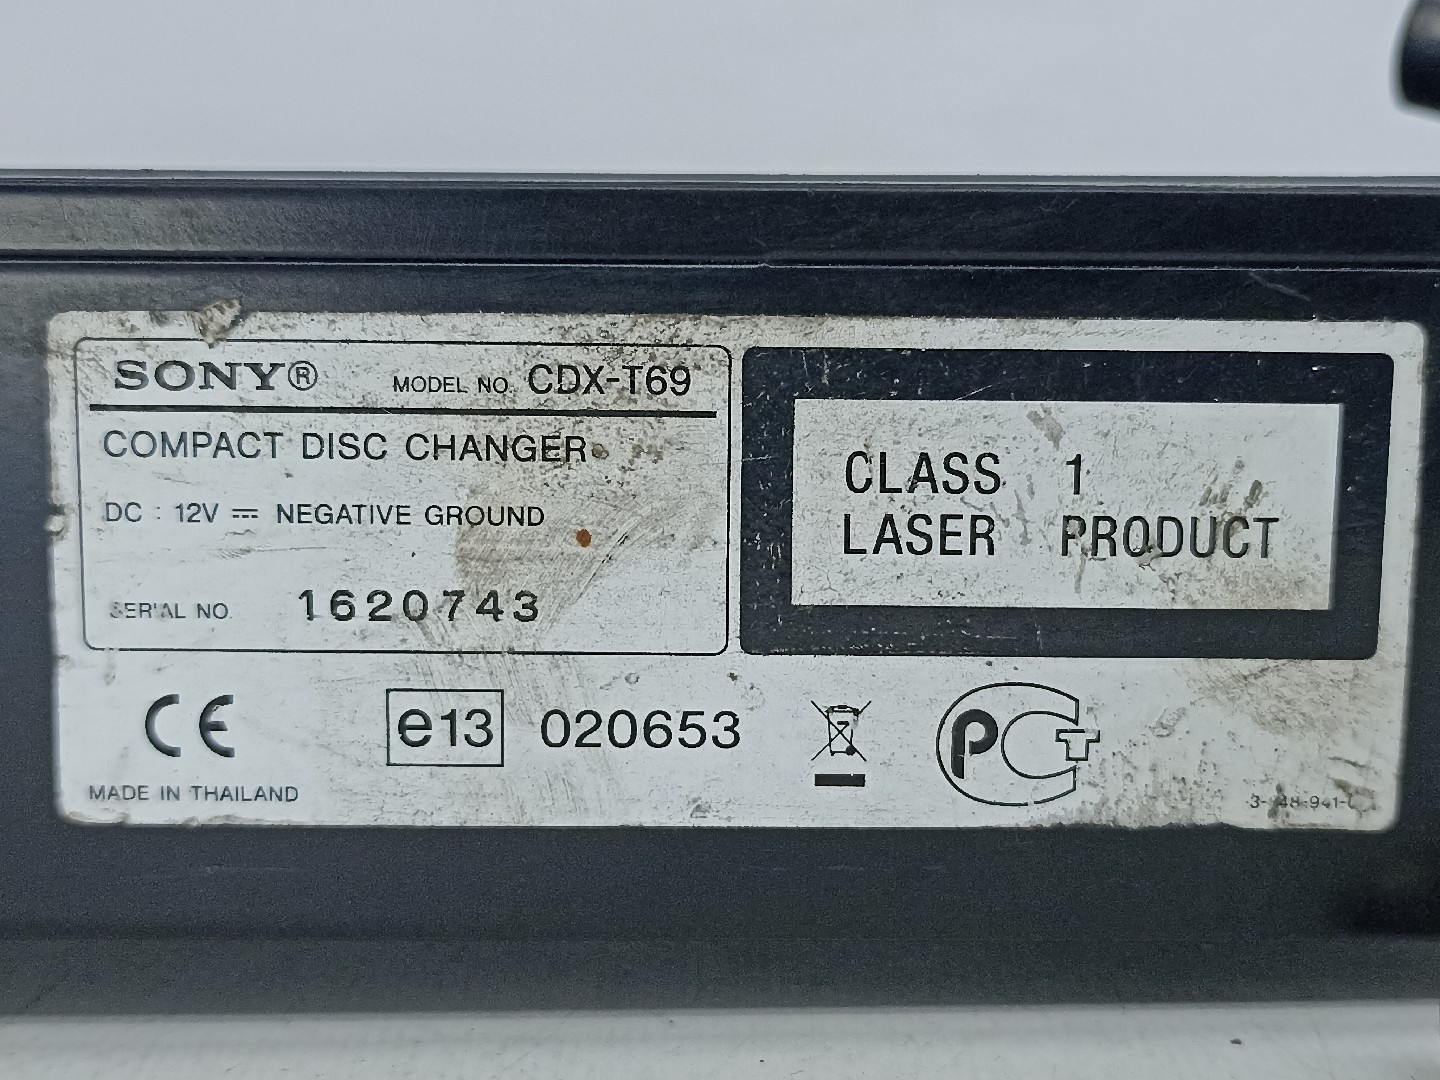 SONY® MODEL NO. CDX-T69
COMPACT DISC CHANGER
DC : 12V ⎓ NEGATIVE GROUND
SERIAL NO. 1620743
CLASS 1
LASER PRODUCT
CE e13 020653
MADE IN THAILAND